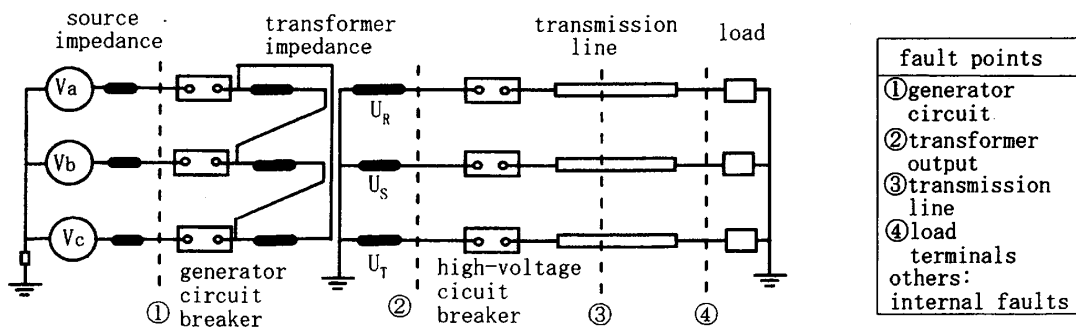 source
impedance
transformer
impedance
transmission
line
load
Va
Vb
Vc
U_R
U_S
U_T
generator
circuit
breaker
high-voltage
cicuit
breaker
①
②
③
④
fault points
①generator
circuit
②transformer
output
③transmission
line
④load
terminals
others:
internal faults